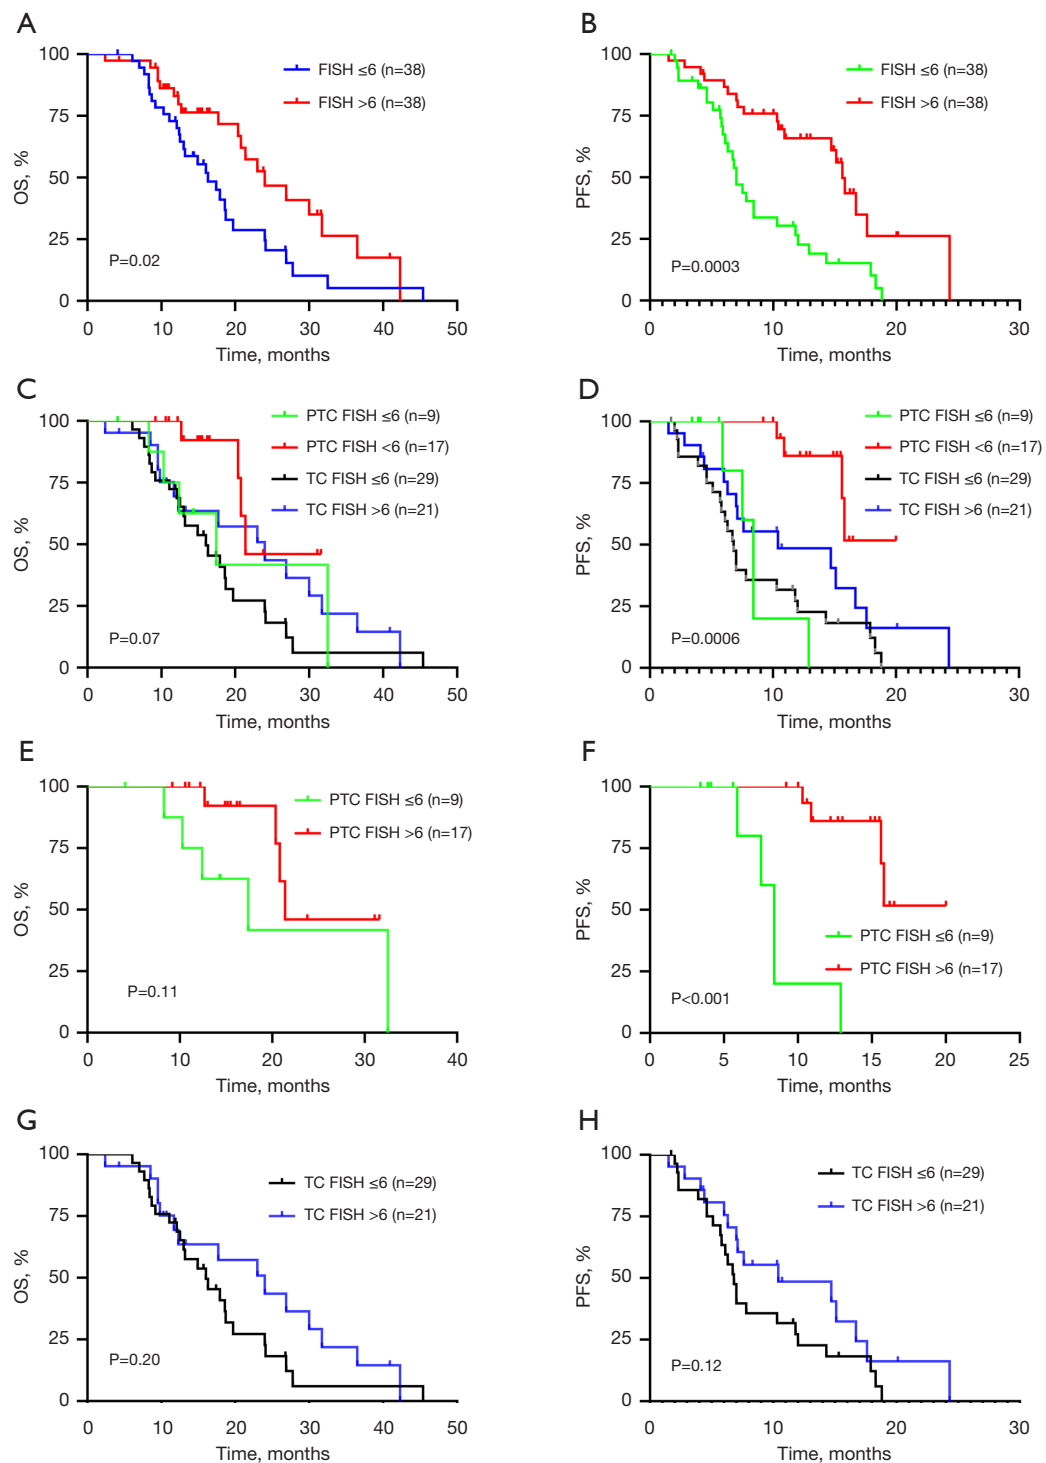 A
100
75
50
25
0
OS, %
FISH ≤6 (n=38)
FISH >6 (n=38)
P=0.02
0 10 20 30 40 50
Time, months
B
100
75
50
25
0
PFS, %
FISH ≤6 (n=38)
FISH >6 (n=38)
P=0.0003
0 10 20 30
Time, months
C
100
75
50
25
0
OS, %
PTC FISH ≤6 (n=9)
PTC FISH <6 (n=17)
TC FISH ≤6 (n=29)
TC FISH >6 (n=21)
P=0.07
0 10 20 30 40 50
Time, months
D
100
75
50
25
0
PFS, %
PTC FISH ≤6 (n=9)
PTC FISH <6 (n=17)
TC FISH ≤6 (n=29)
TC FISH >6 (n=21)
P=0.0006
0 10 20 30
Time, months
E
100
75
50
25
0
OS, %
PTC FISH ≤6 (n=9)
PTC FISH >6 (n=17)
P=0.11
0 10 20 30 40
Time, months
F
100
75
50
25
0
PFS, %
PTC FISH ≤6 (n=9)
PTC FISH >6 (n=17)
P<0.001
0 5 10 15 20 25
Time, months
G
100
75
50
25
0
OS, %
TC FISH ≤6 (n=29)
TC FISH >6 (n=21)
P=0.20
0 10 20 30 40 50
Time, months
H
100
75
50
25
0
PFS, %
TC FISH ≤6 (n=29)
TC FISH >6 (n=21)
P=0.12
0 10 20 30
Time, months